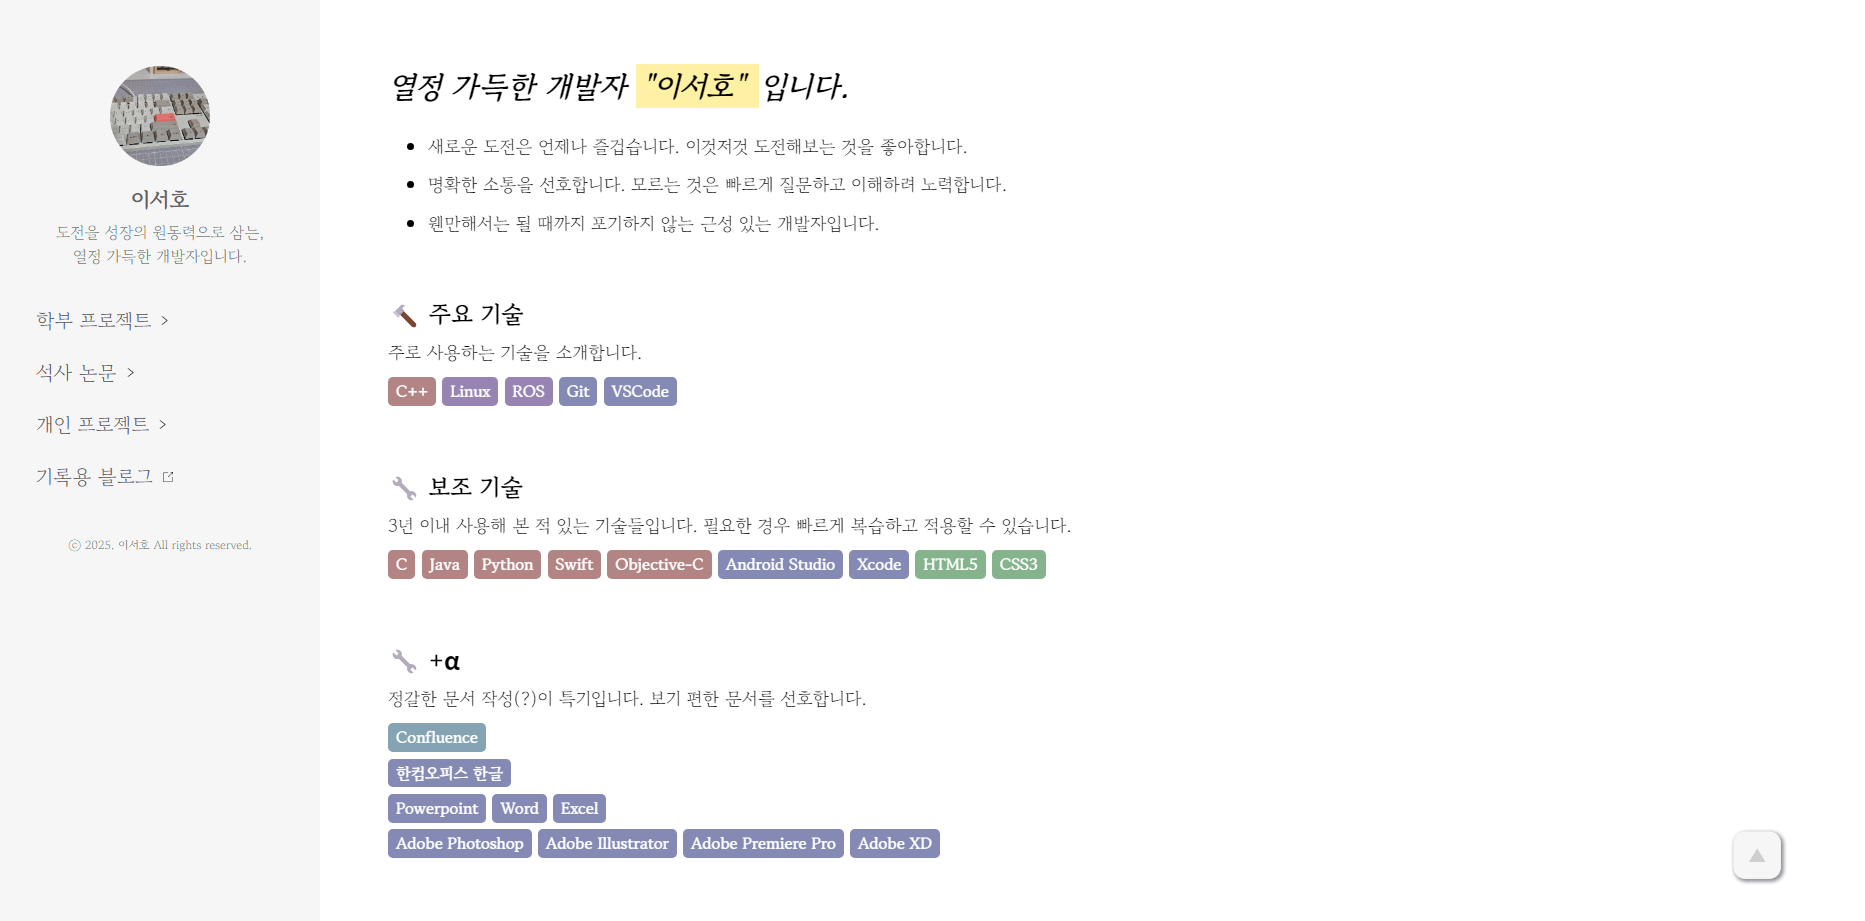 이서호
도전을 성장의 원동력으로 삼는,
열정 가득한 개발자입니다.
학부 프로젝트 >
석사 논문 >
개인 프로젝트 >
기록용 블로그
ⓒ 2025. 이서호 All rights reserved.
열정 가득한 개발자 "이서호" 입니다.
• 새로운 도전은 언제나 즐겁습니다. 이것저것 도전해보는 것을 좋아합니다.
• 명확한 소통을 선호합니다. 모르는 것은 빠르게 질문하고 이해하려 노력합니다.
• 웬만해서는 될 때까지 포기하지 않는 근성 있는 개발자입니다.
🔨 주요 기술
주로 사용하는 기술을 소개합니다.
C++ Linux ROS Git VSCode
🔧 보조 기술
3년 이내 사용해 본 적 있는 기술들입니다. 필요한 경우 빠르게 복습하고 적용할 수 있습니다.
C Java Python Swift Objective-C Android Studio Xcode HTML5 CSS3
🔧 +α
정갈한 문서 작성(?)이 특기입니다. 보기 편한 문서를 선호합니다.
Confluence
한컴오피스 한글
Powerpoint Word Excel
Adobe Photoshop Adobe Illustrator Adobe Premiere Pro Adobe XD
▲